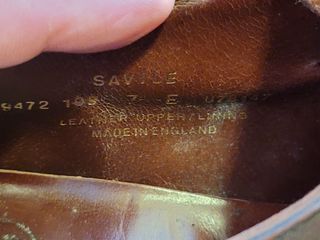 SAVILE
9472 105 7 E
LEATHER UPPER/LINING
MADE IN ENGLAND